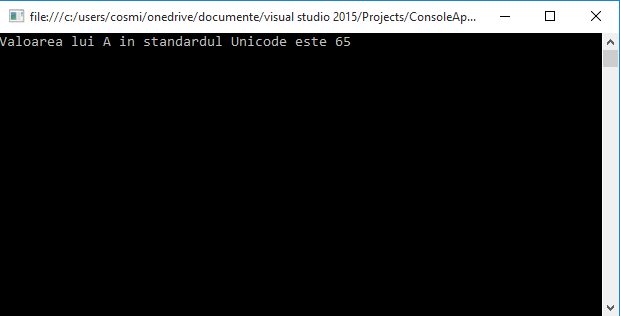 file:///c:/users/cosmi/onedrive/documente/visual studio 2015/Projects/ConsoleAp...
Valoarea lui A in standardul Unicode este 65